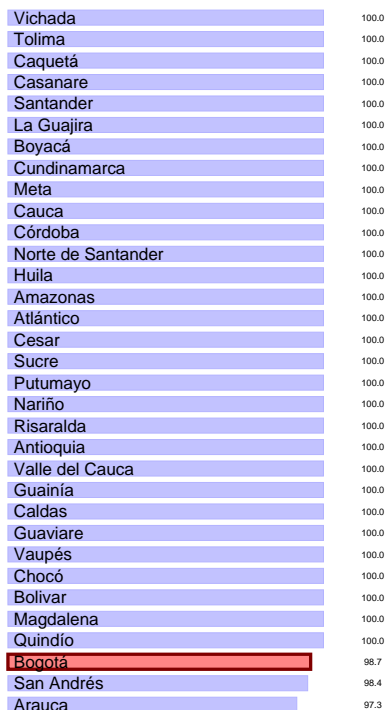 Vichada 100.0
Tolima 100.0
Caquetá 100.0
Casanare 100.0
Santander 100.0
La Guajira 100.0
Boyacá 100.0
Cundinamarca 100.0
Meta 100.0
Cauca 100.0
Córdoba 100.0
Norte de Santander 100.0
Huila 100.0
Amazonas 100.0
Atlántico 100.0
Cesar 100.0
Sucre 100.0
Putumayo 100.0
Nariño 100.0
Risaralda 100.0
Antioquia 100.0
Valle del Cauca 100.0
Guainía 100.0
Caldas 100.0
Guaviare 100.0
Vaupés 100.0
Chocó 100.0
Bolivar 100.0
Magdalena 100.0
Quindío 100.0
Bogotá 98.7
San Andrés 98.4
Arauca 97.3